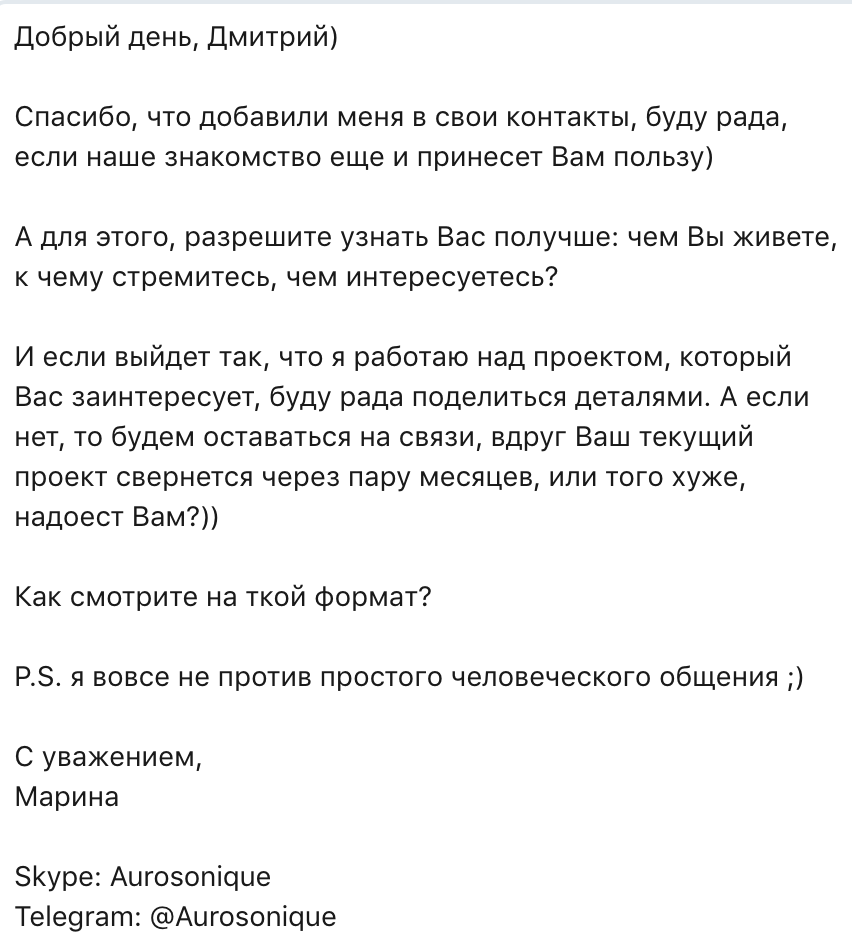 Добрый день, Дмитрий)
Спасибо, что добавили меня в свои контакты, буду рада,
если наше знакомство еще и принесет Вам пользу)
А для этого, разрешите узнать Вас получше: чем Вы живете,
к чему стремитесь, чем интересуетесь?
И если выйдет так, что я работаю над проектом, который
Вас заинтересует, буду рада поделиться деталями. А если
нет, то будем оставаться на связи, вдруг Ваш текущий
проект свернется через пару месяцев, или того хуже,
надоест Вам?))
Как смотрите на ткой формат?
P.S. я вовсе не против простого человеческого общения ;)
С уважением,
Марина
Skype: Aurosonique
Telegram: @Aurosonique